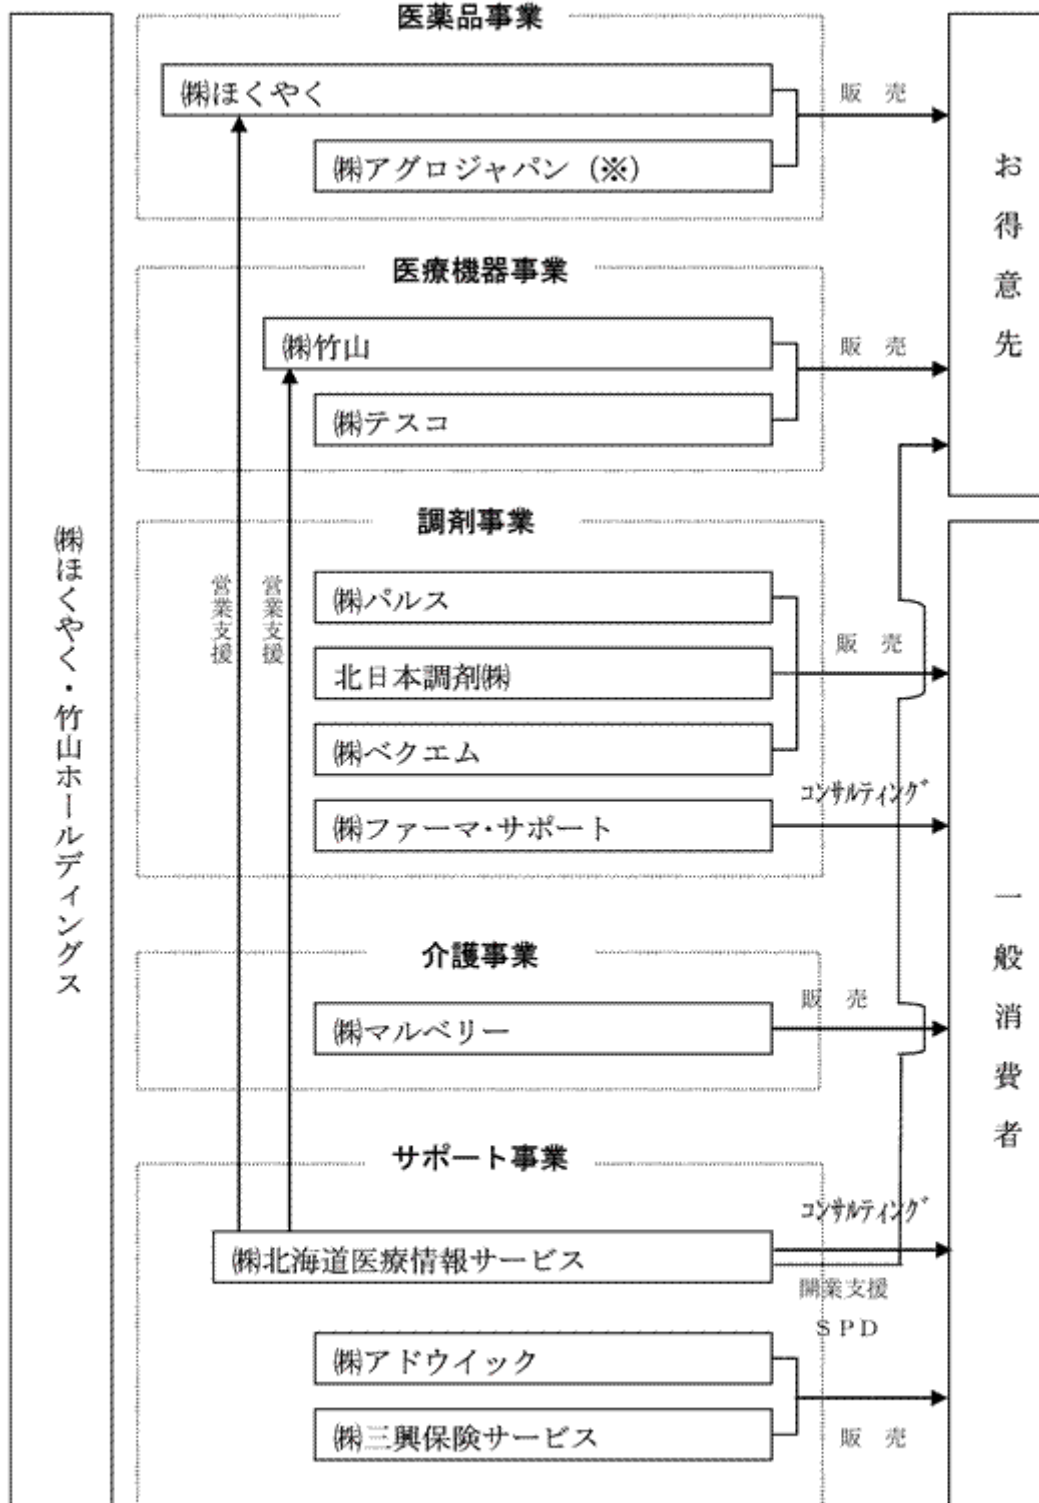 医薬品事業
㈱ほくやく
販 売
㈱アグロジャパン (※)
お得意先
医療機器事業
㈱竹山
販 売
㈱テスコ
㈱ほくやく・竹山ホールディングス
営業支援
営業支援
調剤事業
㈱パルス
北日本調剤㈱
販 売
㈱ベクエム
㈱ファーマ・サポート
コンサルティング
一般消費者
介護事業
㈱マルベリー
販 売
サポート事業
㈱北海道医療情報サービス
コンサルティング
開業支援
ＳＰＤ
㈱アドウイック
㈱三興保険サービス
販 売